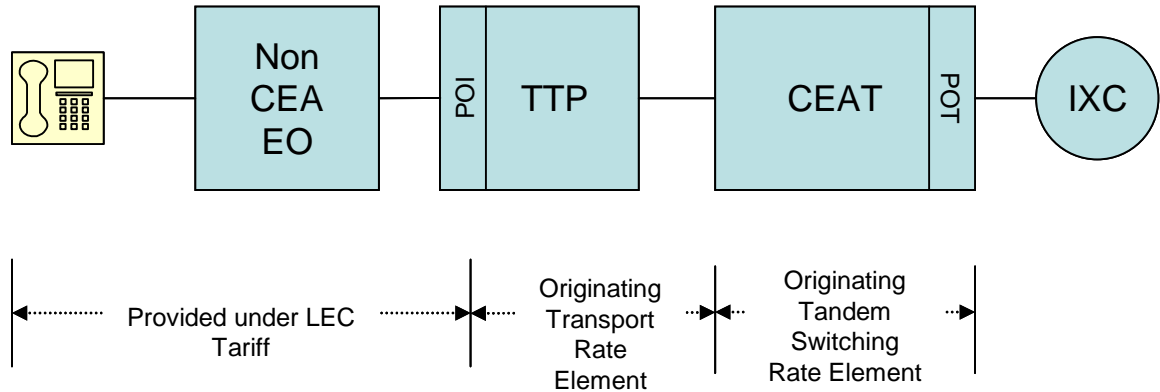 Non
CEA
EO
POI
TTP
CEAT
POT
IXC
Provided under LEC
Tariff
Originating
Transport
Rate
Element
Originating
Tandem
Switching
Rate Element